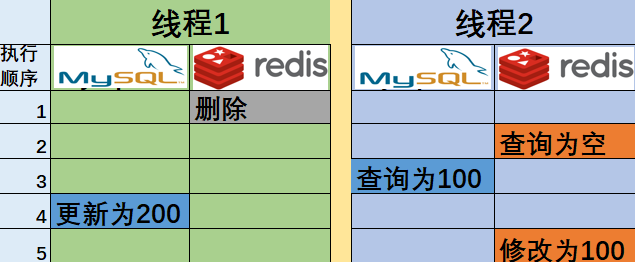 线程1 线程2
执行顺序 MySQL redis MySQL redis
1 删除
2 查询为空
3 查询为100
4 更新为200
5 修改为100